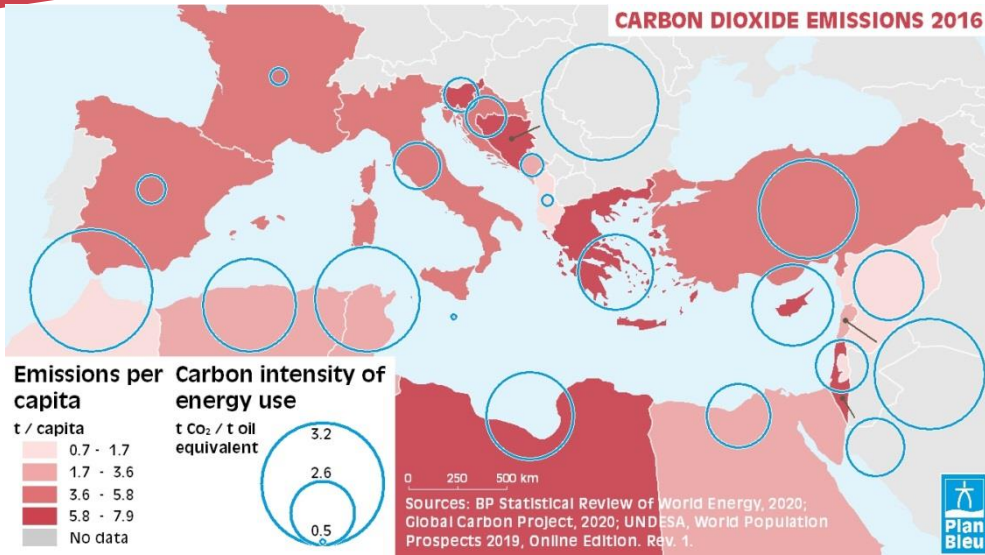 CARBON DIOXIDE EMISSIONS 2016
Emissions per
capita
t / capita
0.7 - 1.7
1.7 - 3.6
3.6 - 5.8
5.8 - 7.9
No data
Carbon intensity of
energy use
t Co₂ / t oil
equivalent
3.2
2.6
0.5
0 250 500 km
Sources: BP Statistical Review of World Energy, 2020;
Global Carbon Project, 2020; UNDESA, World Population
Prospects 2019, Online Edition. Rev. 1.
Plan
Bleu